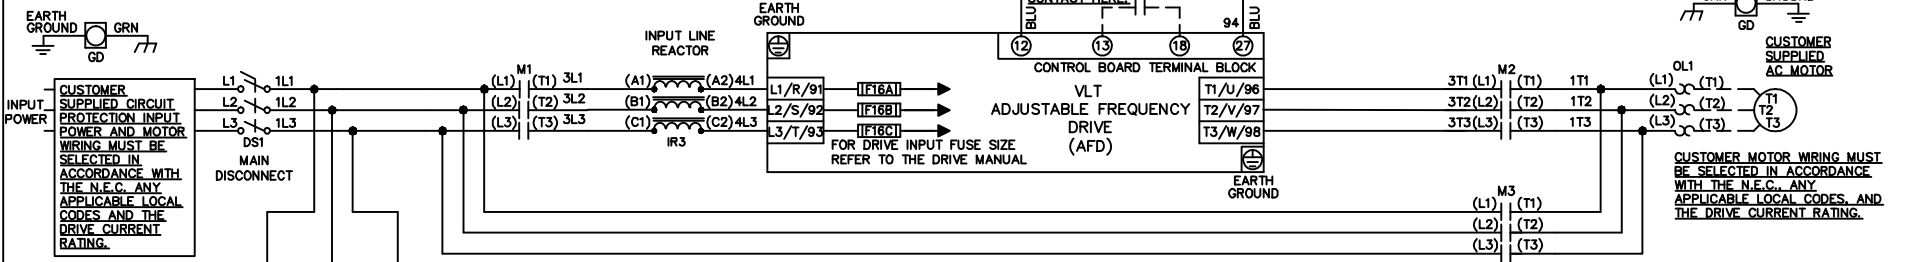 EARTH
GROUND
GRN
GD
INPUT
POWER
CUSTOMER
SUPPLIED CIRCUIT
PROTECTION INPUT
POWER AND MOTOR
WIRING MUST BE
SELECTED IN
ACCORDANCE WITH
THE N.E.C. ANY
APPLICABLE LOCAL
CODES AND THE
DRIVE CURRENT
RATING.
L1 1L1
L2 1L2
L3 1L3
DS1
MAIN
DISCONNECT
M1
(L1) (T1) 3L1
(L2) (T2) 3L2
(L3) (T3) 3L3
INPUT LINE
REACTOR
(A1) (A2) 4L1
(B1) (B2) 4L2
(C1) (C2) 4L3
IR3
EARTH
GROUND
L1/R/91
L2/S/92
L3/T/93
IF16A
IF16B
IF16C
FOR DRIVE INPUT FUSE SIZE
REFER TO THE DRIVE MANUAL
BLU
94
BLU
12
13
18
27
CONTROL BOARD TERMINAL BLOCK
VLT
ADJUSTABLE FREQUENCY
DRIVE
(AFD)
T1/U/96
T2/V/97
T3/W/98
EARTH
GROUND
M2
3T1 (L1) (T1) 1T1
3T2 (L2) (T2) 1T2
3T3 (L3) (T3) 1T3
M3
(L1) (T1)
(L2) (T2)
(L3) (T3)
GD
CUSTOMER
SUPPLIED
AC MOTOR
OL1
(L1) (T1)
(L2) (T2)
(L3) (T3)
T1
T2
T3
CUSTOMER MOTOR WIRING MUST
BE SELECTED IN ACCORDANCE
WITH THE N.E.C., ANY
APPLICABLE LOCAL CODES, AND
THE DRIVE CURRENT RATING.